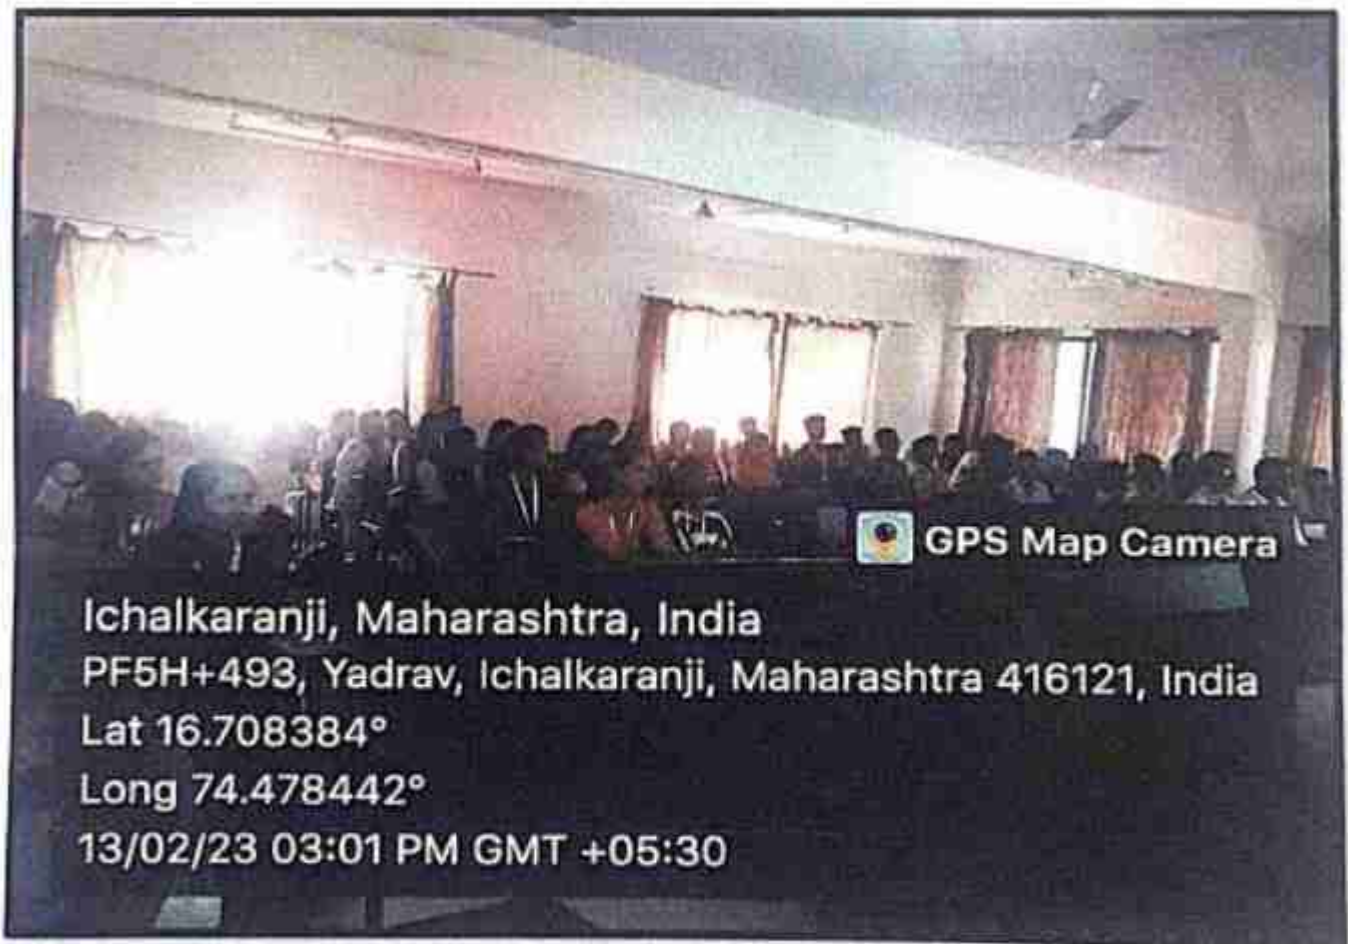 GPS Map Camera
Ichalkaranji, Maharashtra, India
PF5H+493, Yadrav, Ichalkaranji, Maharashtra 416121, India
Lat 16.708384°
Long 74.478442°
13/02/23 03:01 PM GMT +05:30